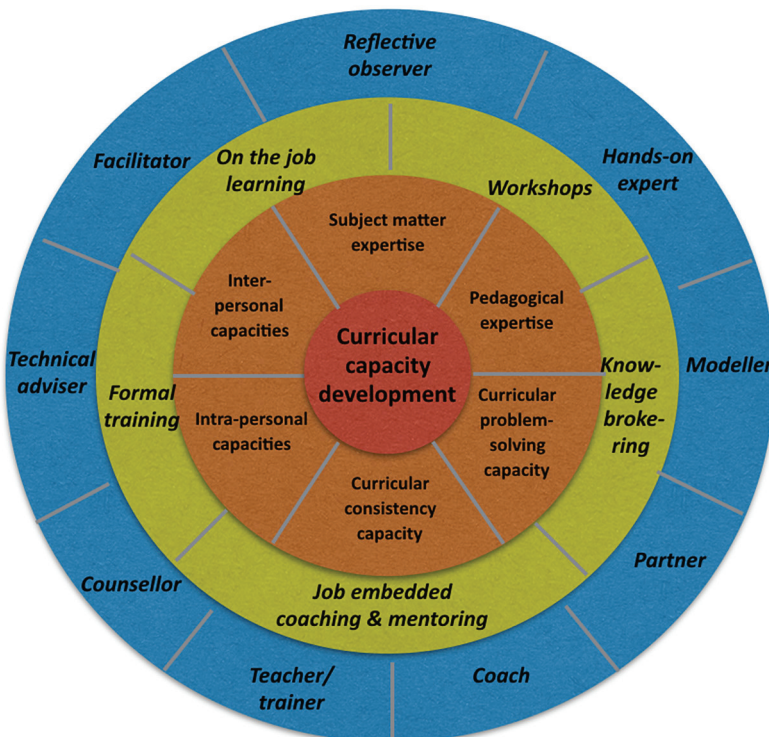 Reflective
observer
Hands-on
expert
Modeller
Partner
Coach
Teacher/
trainer
Counsellor
Technical
adviser
Facilitator
On the job
learning
Workshops
Know-
ledge
broke-
ring
Job embedded
coaching & mentoring
Formal
training
Subject matter
expertise
Pedagogical
expertise
Curricular
problem-
solving
capacity
Curricular
consistency
capacity
Intra-personal
capacities
Inter-
personal
capacities
Curricular
capacity
development